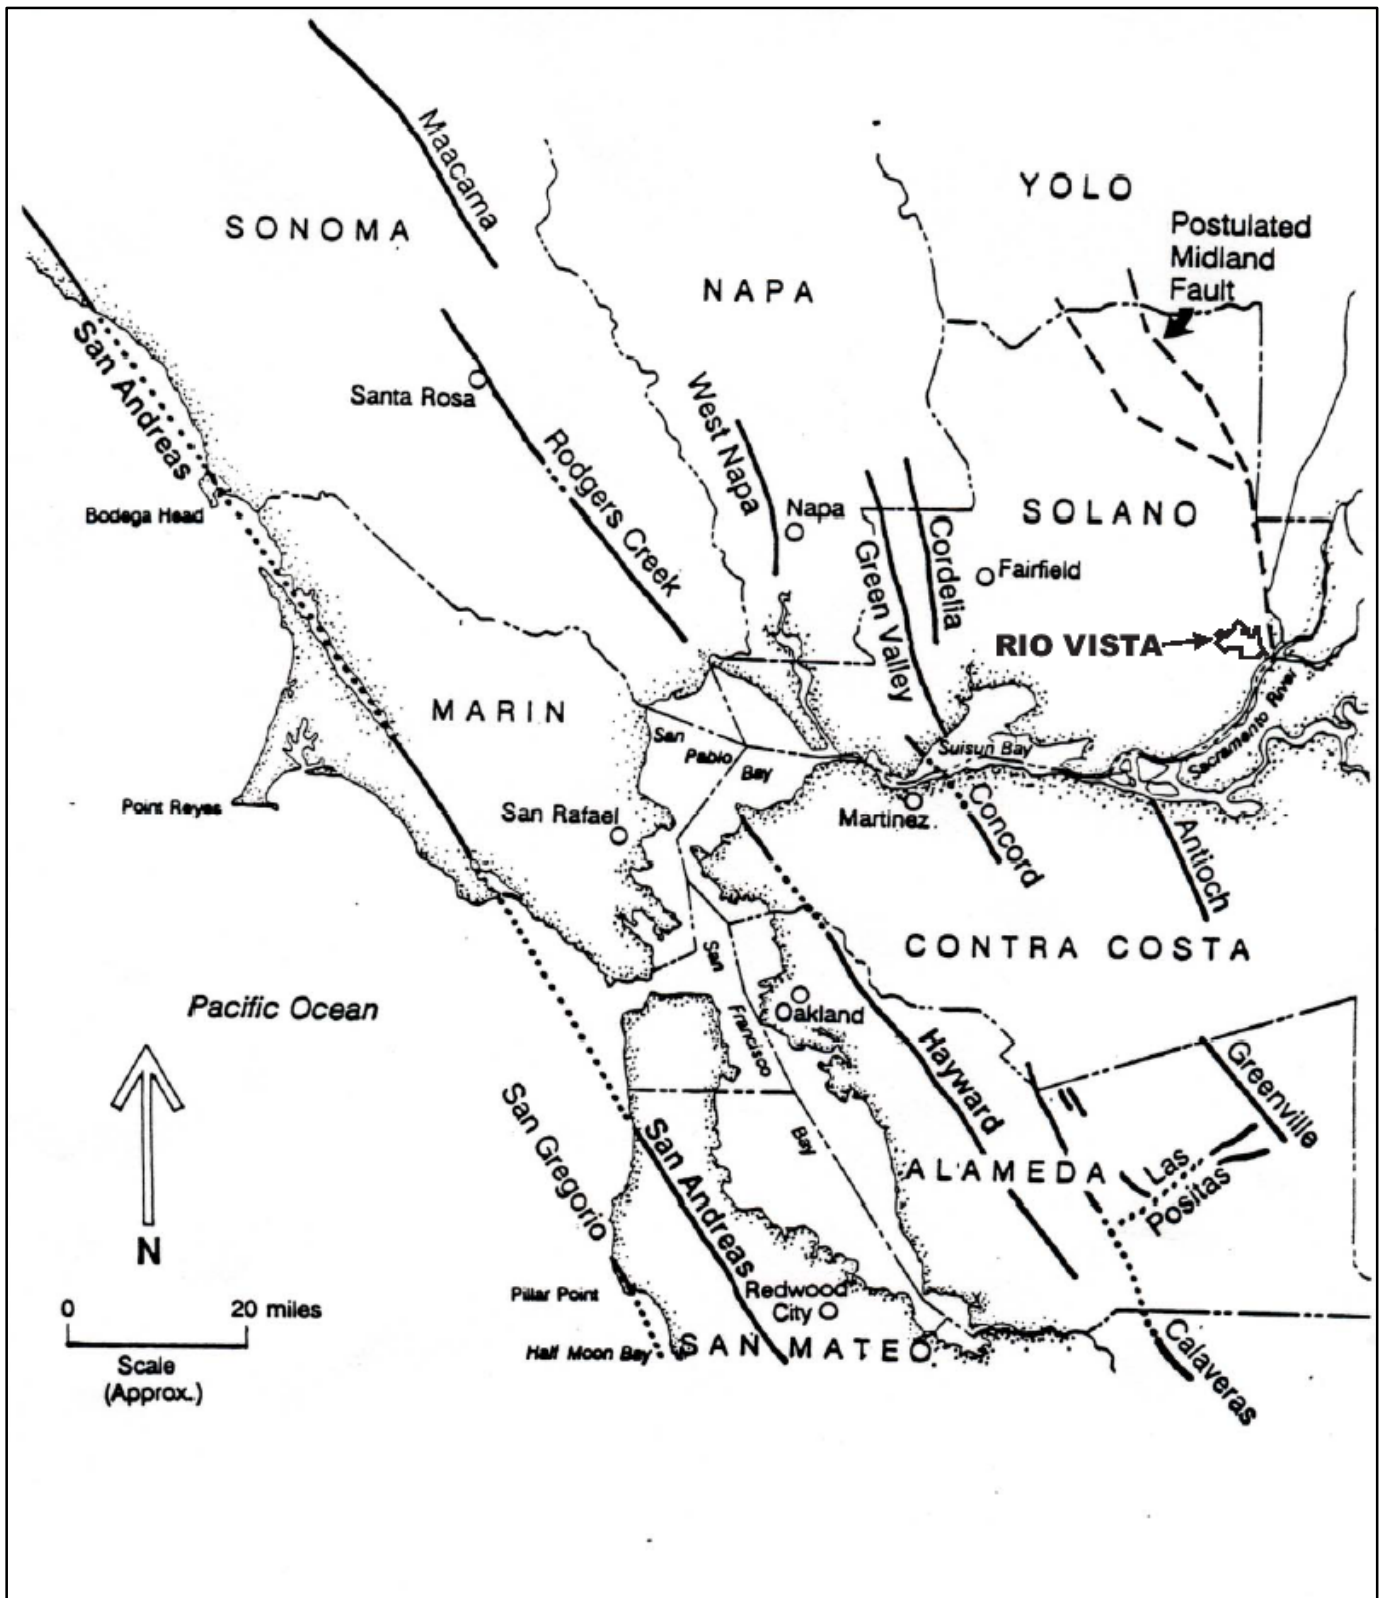 Maacama
SONOMA
YOLO
Postulated
Midland
Fault
NAPA
San Andreas
Santa Rosa
West Napa
Rodgers Creek
Bodega Head
Napa
SOLANO
Green Valley
Cordelia
Fairfield
RIO VISTA
MARIN
San
Pablo
Bay
Suisun Bay
Sacramento River
Point Reyes
San Rafael
Martinez
Concord
Antioch
CONTRA COSTA
San
Francisco
Bay
Pacific Ocean
Oakland
Hayward
Greenville
San Gregorio
San Andreas
ALAMEDA
Las
Positas
N
Pillar Point
Redwood
City
0 20 miles
Scale
(Approx.)
Half Moon Bay
SAN MATEO
Calaveras